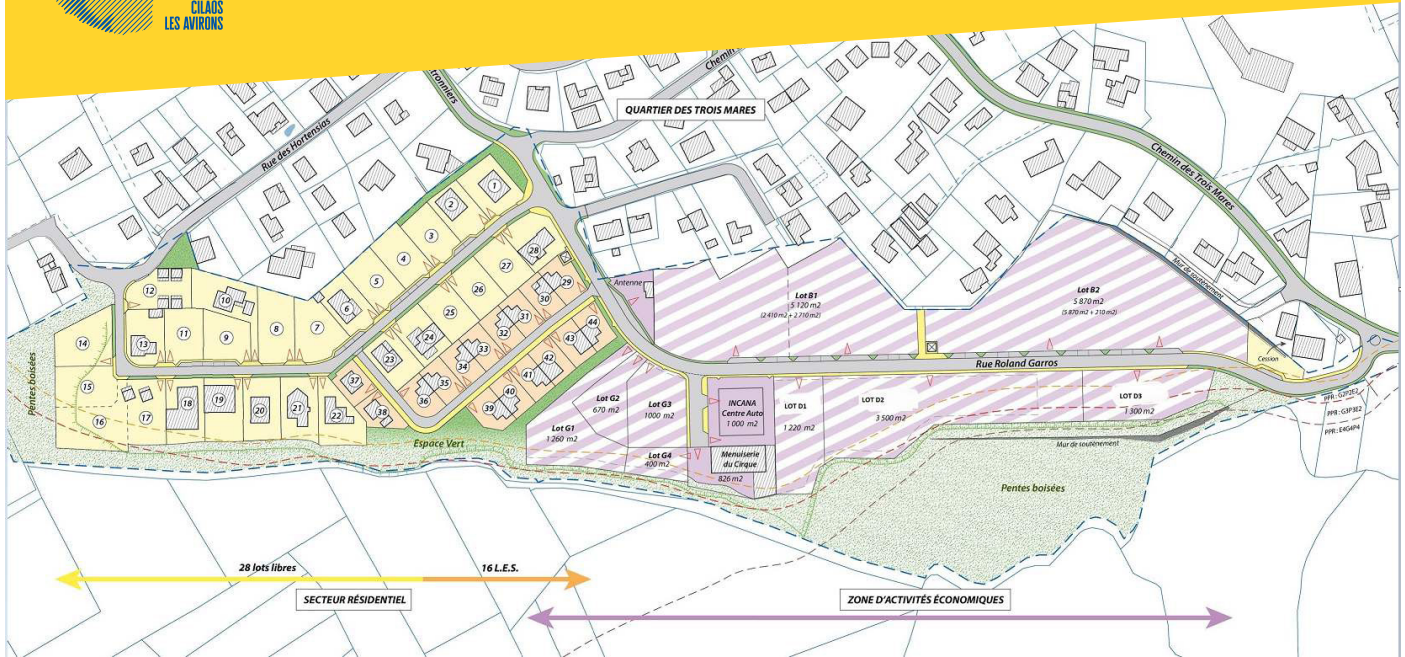 CILAOS
LES AVIRONS
QUARTIER DES TROIS MARES
Rue des Hortensias
Chemin des Trois Mares
Mur de soutènement
Antenne
Lot B1
5 120 m2
(2 410 m2 + 2 710 m2)
Lot B2
5 870 m2
(5 870 m2 + 210 m2)
Cession
Rue Roland Garros
1
2
3
4
5
6
7
8
9
10
11
12
13
14
15
16
17
18
19
20
21
22
23
24
25
26
27
28
29
30
31
32
33
34
35
36
37
38
39
40
41
42
43
44
Pentes boisées
Espace Vert
Lot G1
1 260 m2
Lot G2
670 m2
Lot G3
1000 m2
Lot G4
400 m2
INCANA
Centre Auto
1 000 m2
Menuiserie
du Cirque
826 m2
LOT D1
1 220 m2
LOT D2
3 500 m2
LOT D3
1 300 m2
Mur de soutènement
Pentes boisées
PPR : G3P3E2
PPR : E4G4P4
28 lots libres
16 L.E.S.
SECTEUR RÉSIDENTIEL
ZONE D'ACTIVITÉS ÉCONOMIQUES